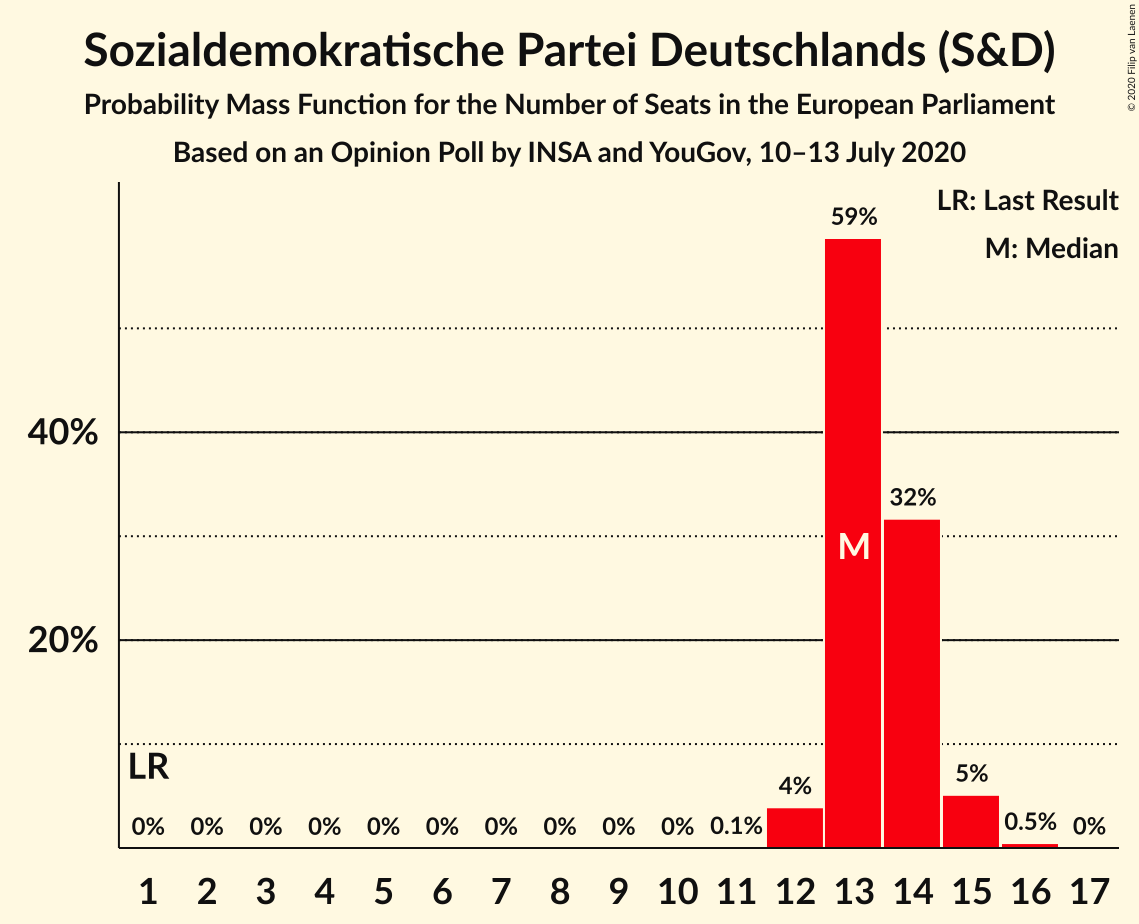 Sozialdemokratische Partei Deutschlands (S&D)
Probability Mass Function for the Number of Seats in the European Parliament
Based on an Opinion Poll by INSA and YouGov, 10–13 July 2020
© 2020 Filip van Laenen
LR: Last Result
M: Median
59%
40%
32%
M
20%
LR
0% 0% 0% 0% 0% 0% 0% 0% 0% 0% 0.1% 4% 5% 0.5% 0%
1 2 3 4 5 6 7 8 9 10 11 12 13 14 15 16 17